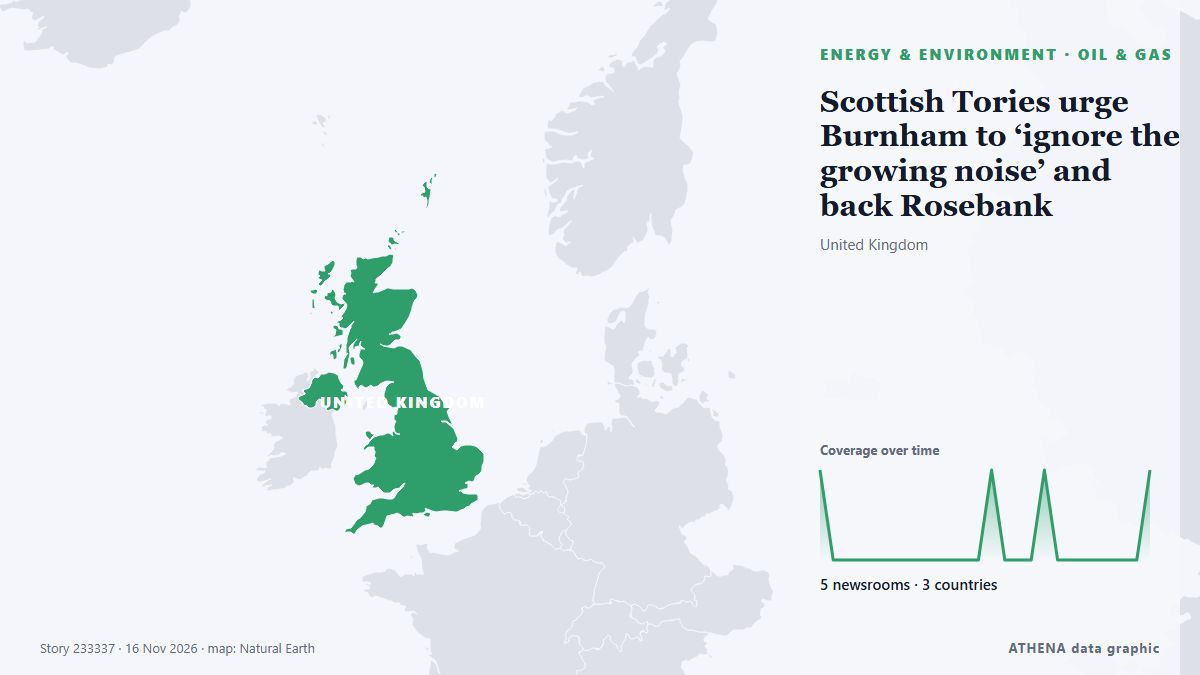 ENERGY & ENVIRONMENT · OIL & GAS
Scottish Tories urge
Burnham to ‘ignore the
growing noise’ and
back Rosebank
United Kingdom
UNITED KINGDOM
Coverage over time
5 newsrooms · 3 countries
Story 233337 · 16 Nov 2026 · map: Natural Earth
ATHENA data graphic